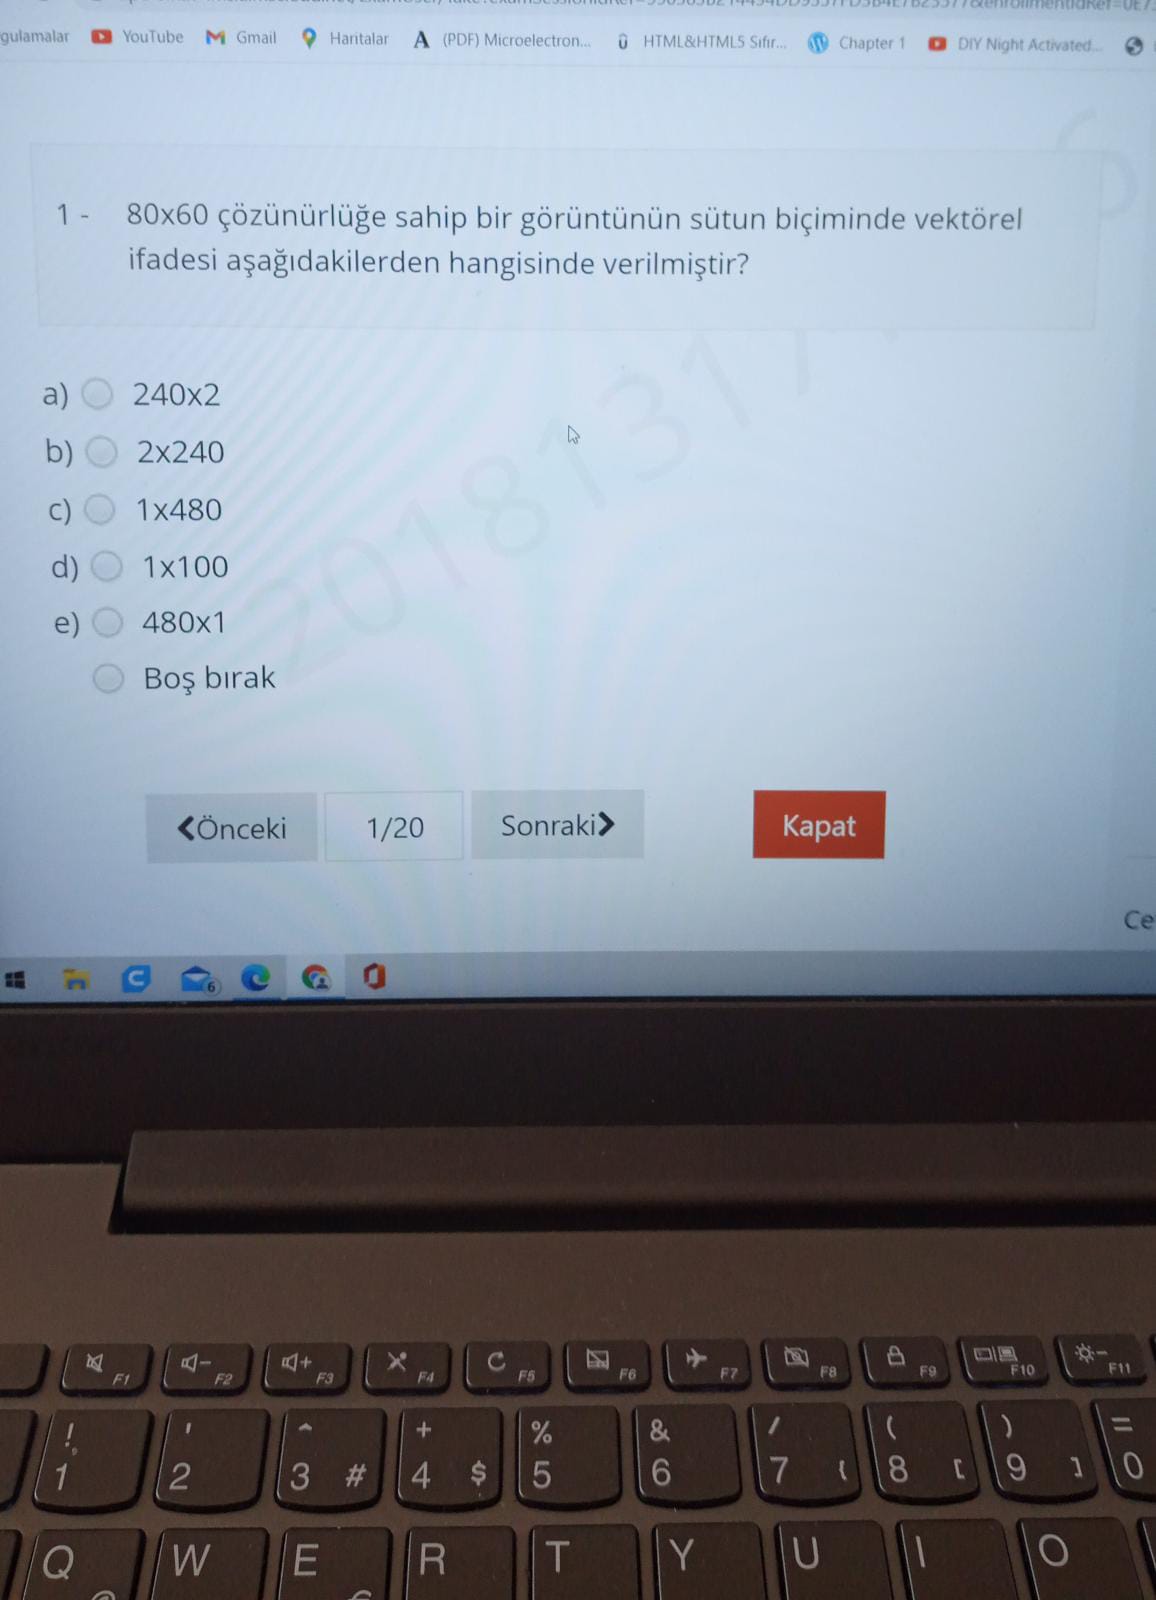 gulamalar YouTube Gmail Haritalar A (PDF) Microelectron... HTML&HTML5 Sıfır... Chapter 1 DIY Night Activated...
1 - 80x60 çözünürlüğe sahip bir görüntünün sütun biçiminde vektörel
ifadesi aşağıdakilerden hangisinde verilmiştir?
a) 240x2
b) 2x240
c) 1x480
d) 1x100
e) 480x1
Boş bırak
Önceki 1/20 Sonraki Kapat
Ce
6
F1 F2 F3 F4 F5 F6 F7 F8 F9 F10 F11
! ' ^ + % & / ( ) =
1 2 3 # 4 $ 5 6 7 { 8 [ 9 ] 0
Q W E R T Y U I O